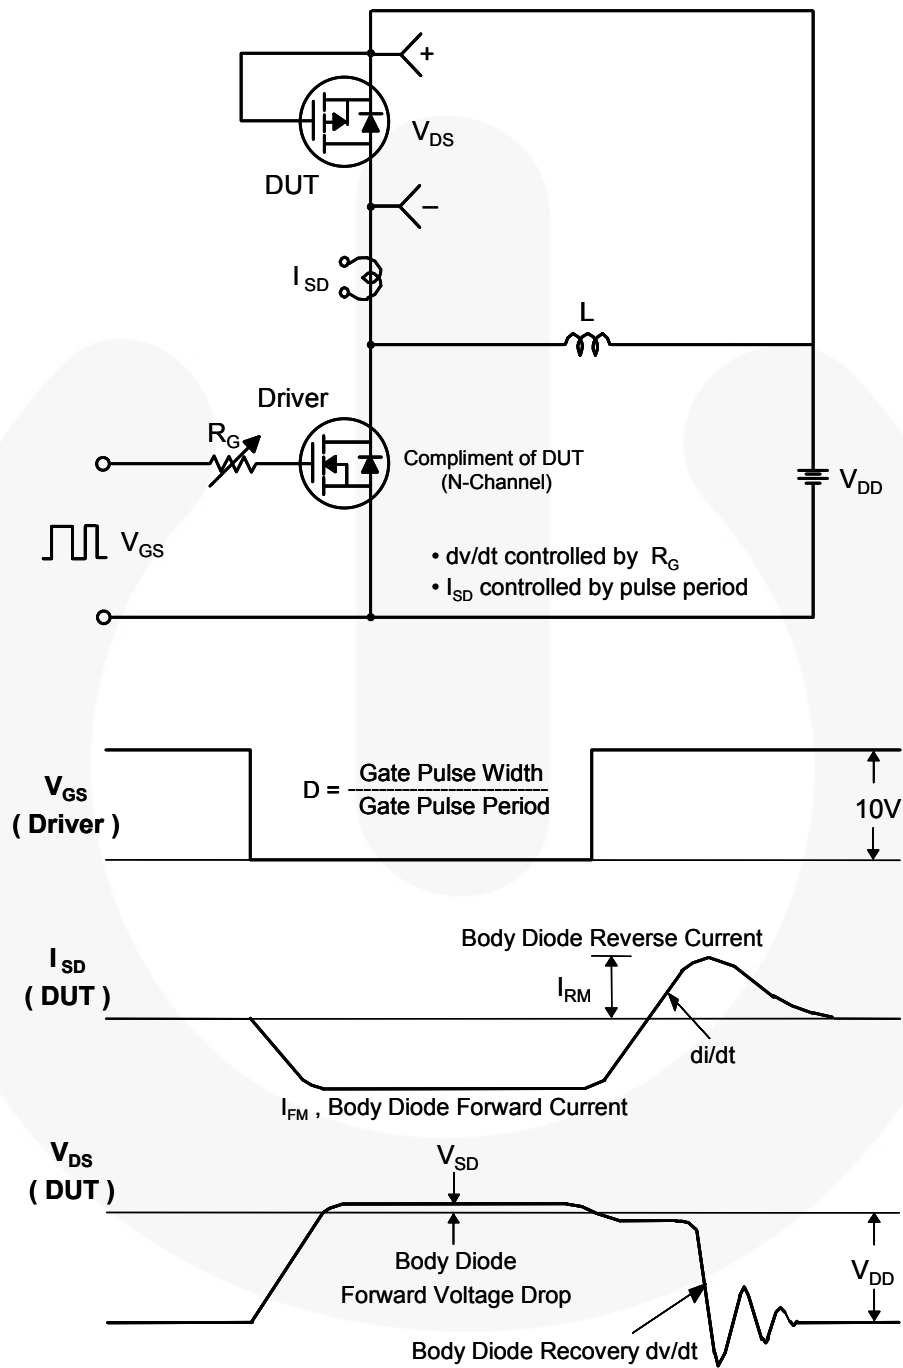 +
V_DS
DUT
−
I_SD
L
Driver
R_G
Compliment of DUT
(N-Channel)
V_DD
V_GS
• dv/dt controlled by R_G
• I_SD controlled by pulse period
V_GS
( Driver )
D = Gate Pulse Width
Gate Pulse Period
10V
Body Diode Reverse Current
I_SD
( DUT )
I_RM
di/dt
I_FM , Body Diode Forward Current
V_DS
( DUT )
V_SD
Body Diode
Forward Voltage Drop
V_DD
Body Diode Recovery dv/dt